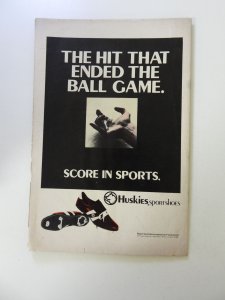 THE HIT THAT
ENDED THE
BALL GAME.
SCORE IN SPORTS.
Huskies SPORTSHOES